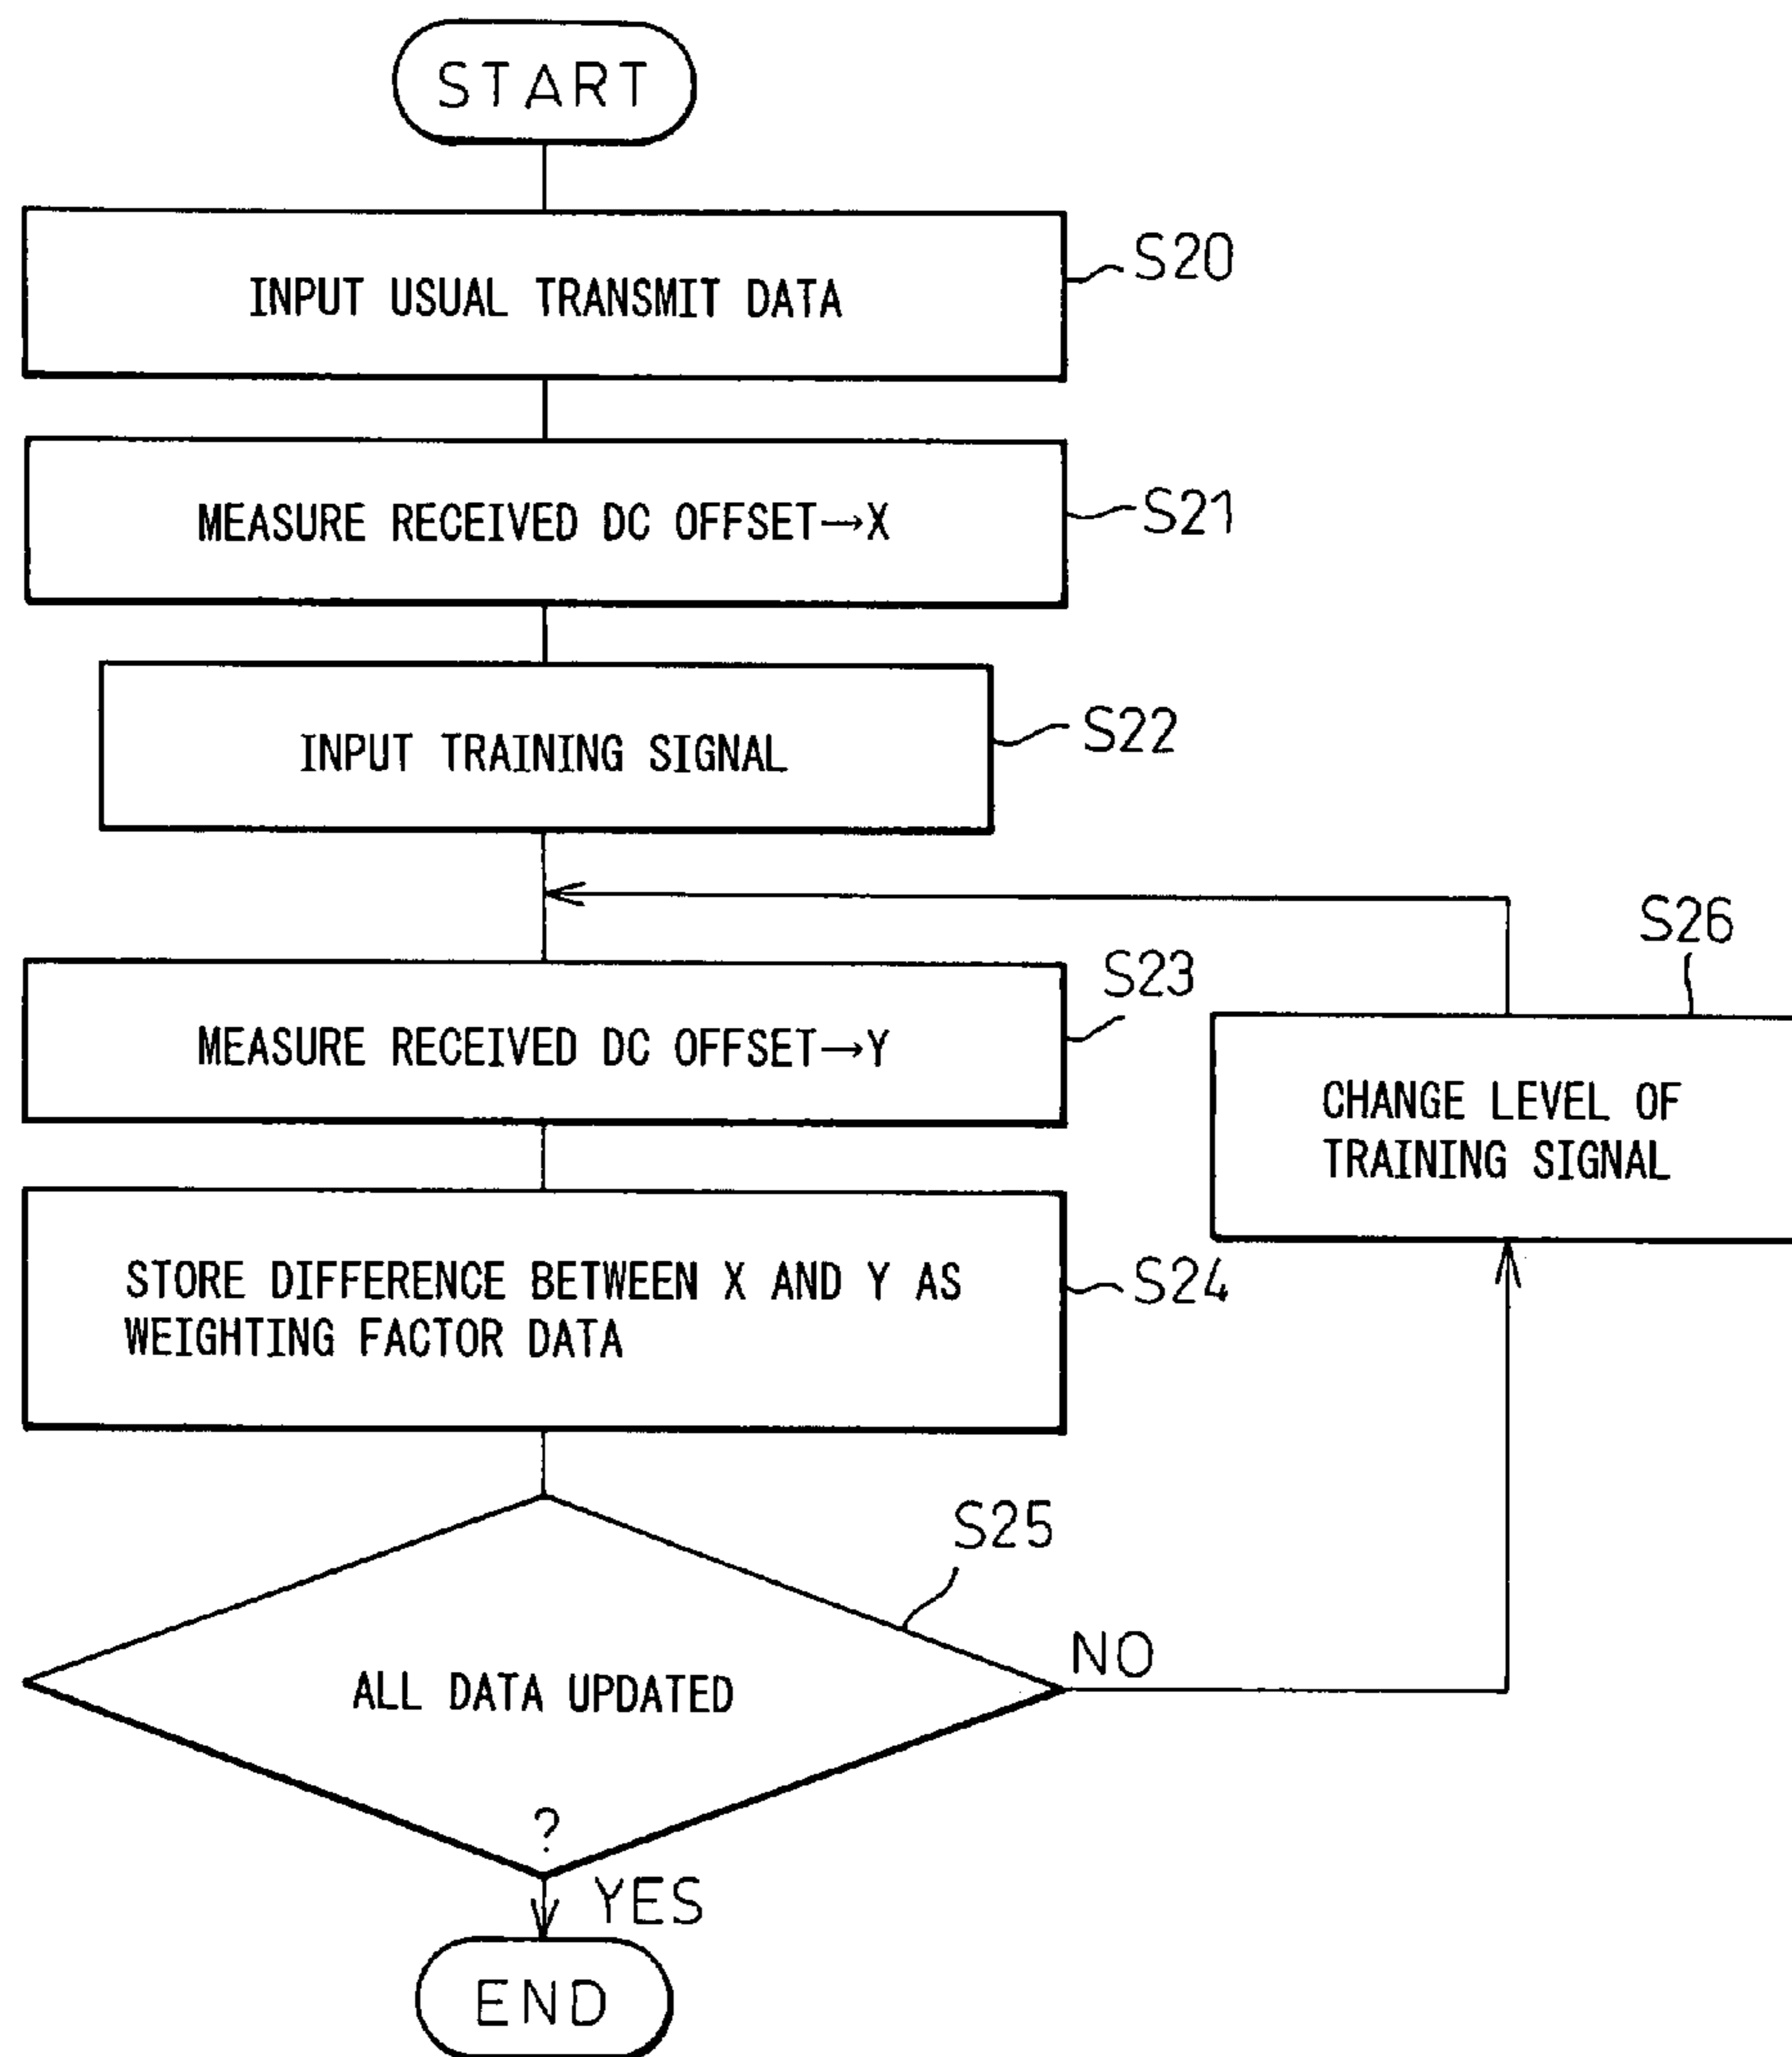 START
INPUT USUAL TRANSMIT DATA
S20
MEASURE RECEIVED DC OFFSET→X
S21
INPUT TRAINING SIGNAL
S22
MEASURE RECEIVED DC OFFSET→Y
S23
S26
CHANGE LEVEL OF
TRAINING SIGNAL
STORE DIFFERENCE BETWEEN X AND Y AS
WEIGHTING FACTOR DATA
S24
S25
ALL DATA UPDATED
?
NO
YES
END